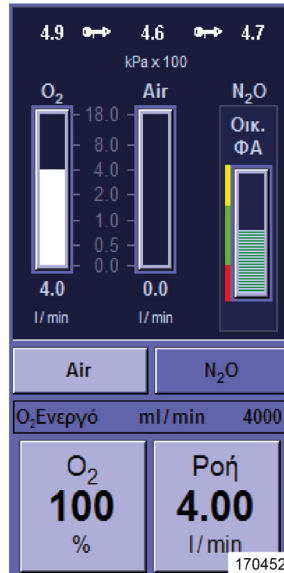 4.9 4.6 4.7
kPa x 100
O₂ Air N₂O
18.0
8.0
4.0
2.0
1.0
0.5
0.0
Οικ.
ΦΑ
4.0 0.0
l / min l / min
Air N₂O
O₂Ενεργό ml/min 4000
O₂ Ροή
100 4.00
% l / min
170452